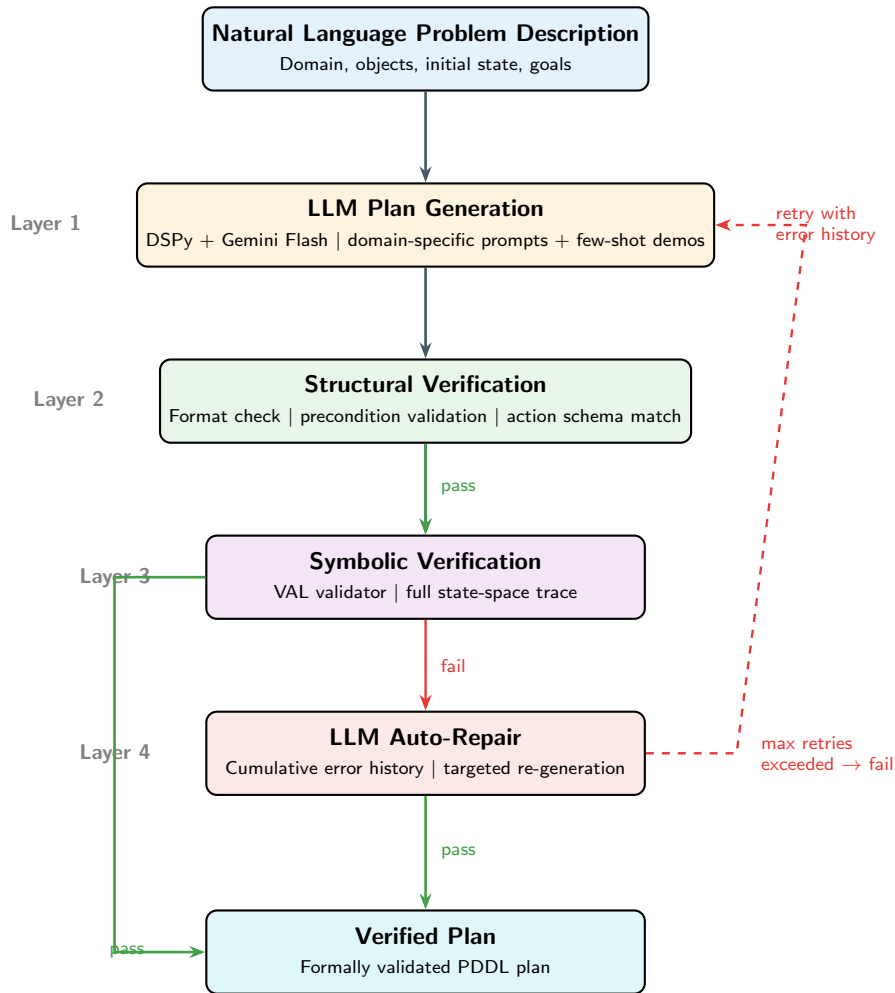 Natural Language Problem Description
Domain, objects, initial state, goals
Layer 1
LLM Plan Generation
DSPy + Gemini Flash | domain-specific prompts + few-shot demos
retry with
error history
Layer 2
Structural Verification
Format check | precondition validation | action schema match
pass
Layer 3
Symbolic Verification
VAL validator | full state-space trace
fail
Layer 4
LLM Auto-Repair
Cumulative error history | targeted re-generation
max retries
exceeded → fail
pass
pass
Verified Plan
Formally validated PDDL plan